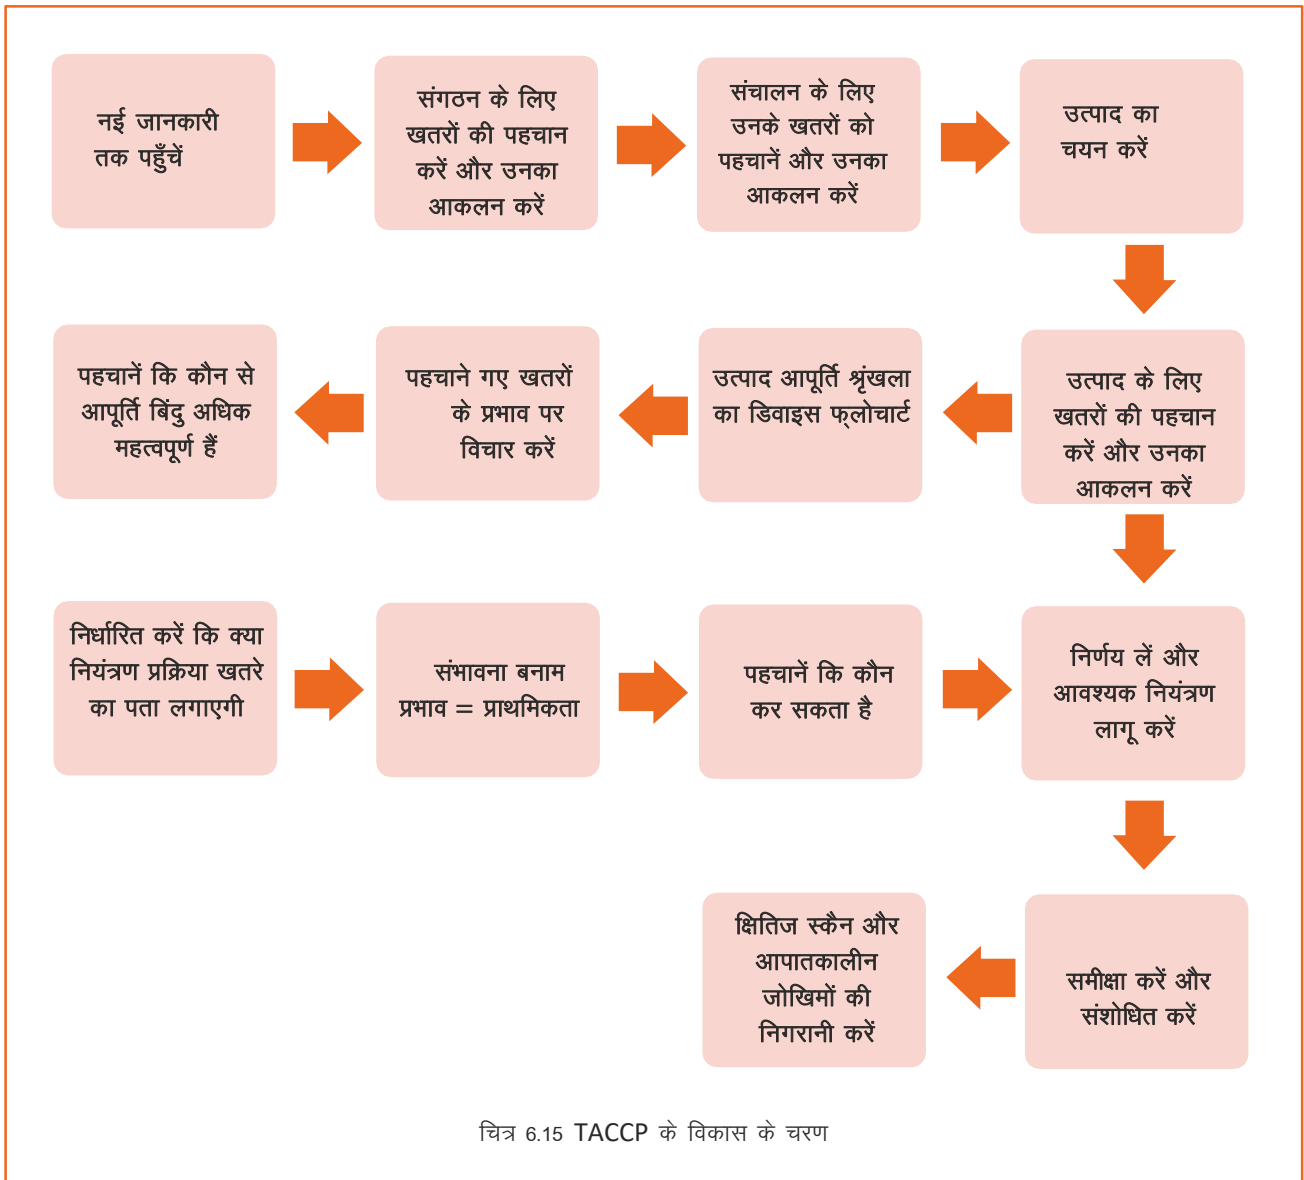 नई जानकारी
तक पहुँचें
संगठन के लिए
खतरों की पहचान
करें और उनका
आकलन करें
संचालन के लिए
उनके खतरों को
पहचानें और उनका
आकलन करें
उत्पाद का
चयन करें
उत्पाद के लिए
खतरों की पहचान
करें और उनका
आकलन करें
उत्पाद आपूर्ति श्रृंखला
का डिवाइस फ्लोचार्ट
पहचाने गए खतरों
के प्रभाव पर
विचार करें
पहचानें कि कौन से
आपूर्ति बिंदु अधिक
महत्वपूर्ण हैं
निर्धारित करें कि क्या
नियंत्रण प्रक्रिया खतरे
का पता लगाएगी
संभावना बनाम
प्रभाव = प्राथमिकता
पहचानें कि कौन
कर सकता है
निर्णय लें और
आवश्यक नियंत्रण
लागू करें
समीक्षा करें और
संशोधित करें
क्षितिज स्कैन और
आपातकालीन
जोखिमों की
निगरानी करें
चित्र 6.15 TACCP के विकास के चरण